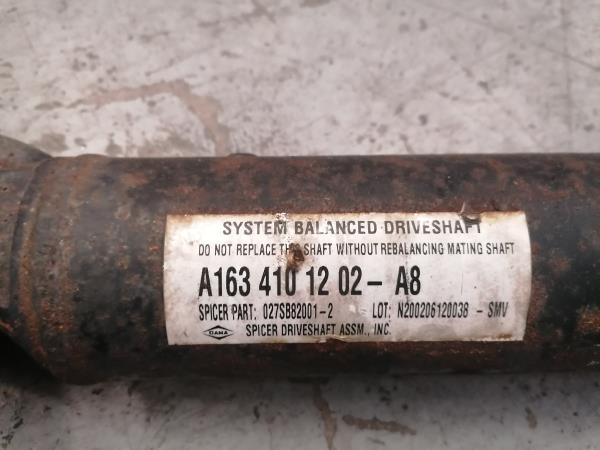 SYSTEM BALANCED DRIVESHAFT
DO NOT REPLACE THIS SHAFT WITHOUT REBALANCING MATING SHAFT
A163 410 12 02- A8
SPICER PART: 027SB82001-2 LOT: N200206120038 -SMV
DANA SPICER DRIVESHAFT ASSM., INC.